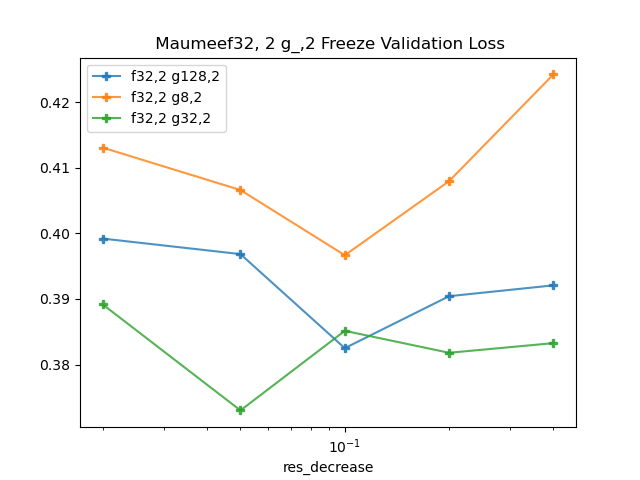 Maumeef32, 2 g_,2 Freeze Validation Loss
f32,2 g128,2
f32,2 g8,2
f32,2 g32,2
0.42
0.41
0.40
0.39
0.38
10⁻¹
res_decrease